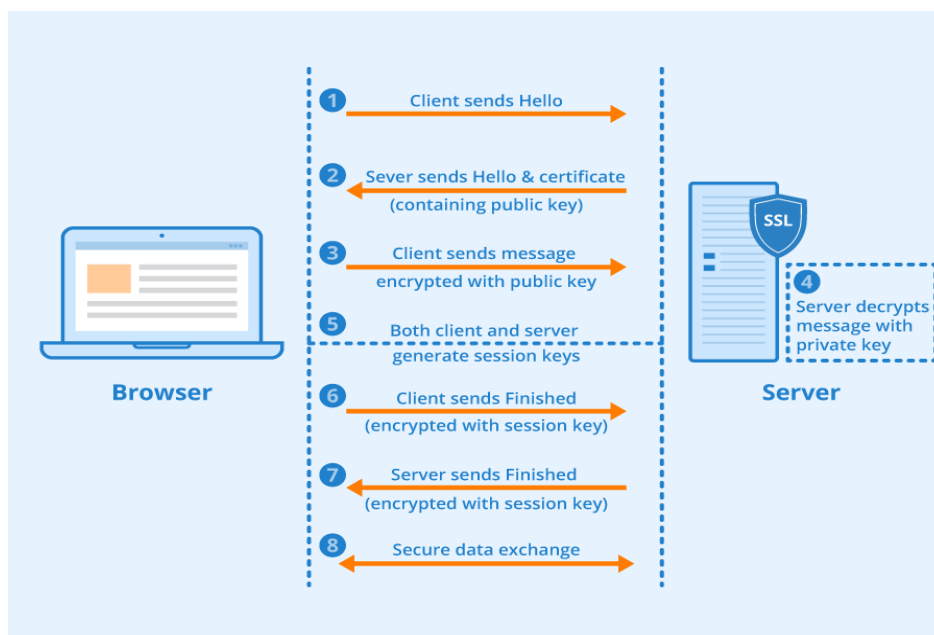 1
Client sends Hello
2
Sever sends Hello & certificate
(containing public key)
SSL
3
Client sends message
encrypted with public key
4
Server decrypts
message with
private key
5
Both client and server
generate session keys
Browser
Server
6
Client sends Finished
(encrypted with session key)
7
Server sends Finished
(encrypted with session key)
8
Secure data exchange